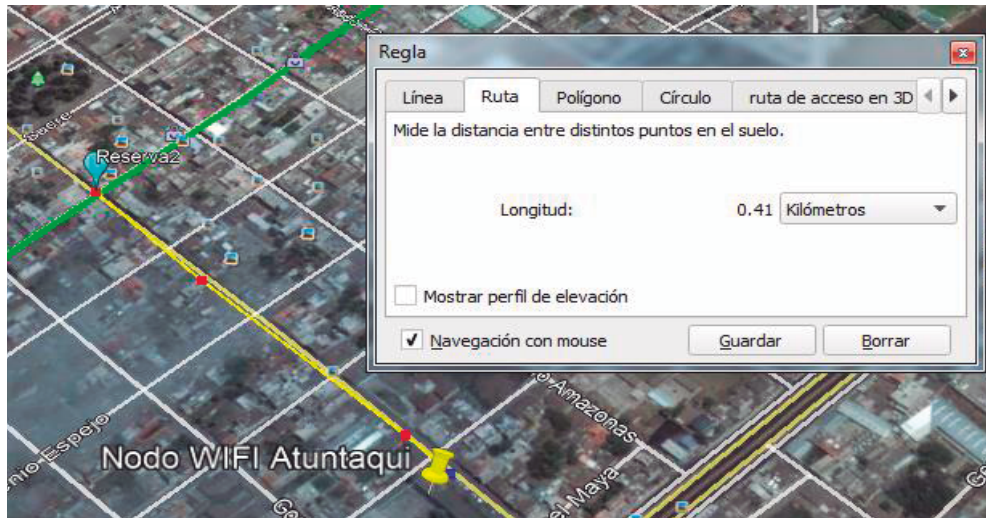 Regla
Línea Ruta Polígono Círculo ruta de acceso en 3D
Mide la distancia entre distintos puntos en el suelo.
Longitud: 0.41 Kilómetros
Mostrar perfil de elevación
Navegación con mouse Guardar Borrar
Sucre
Reserva2
Amazonas
Espejo
Nodo WIFI Atuntaqui
el Maya